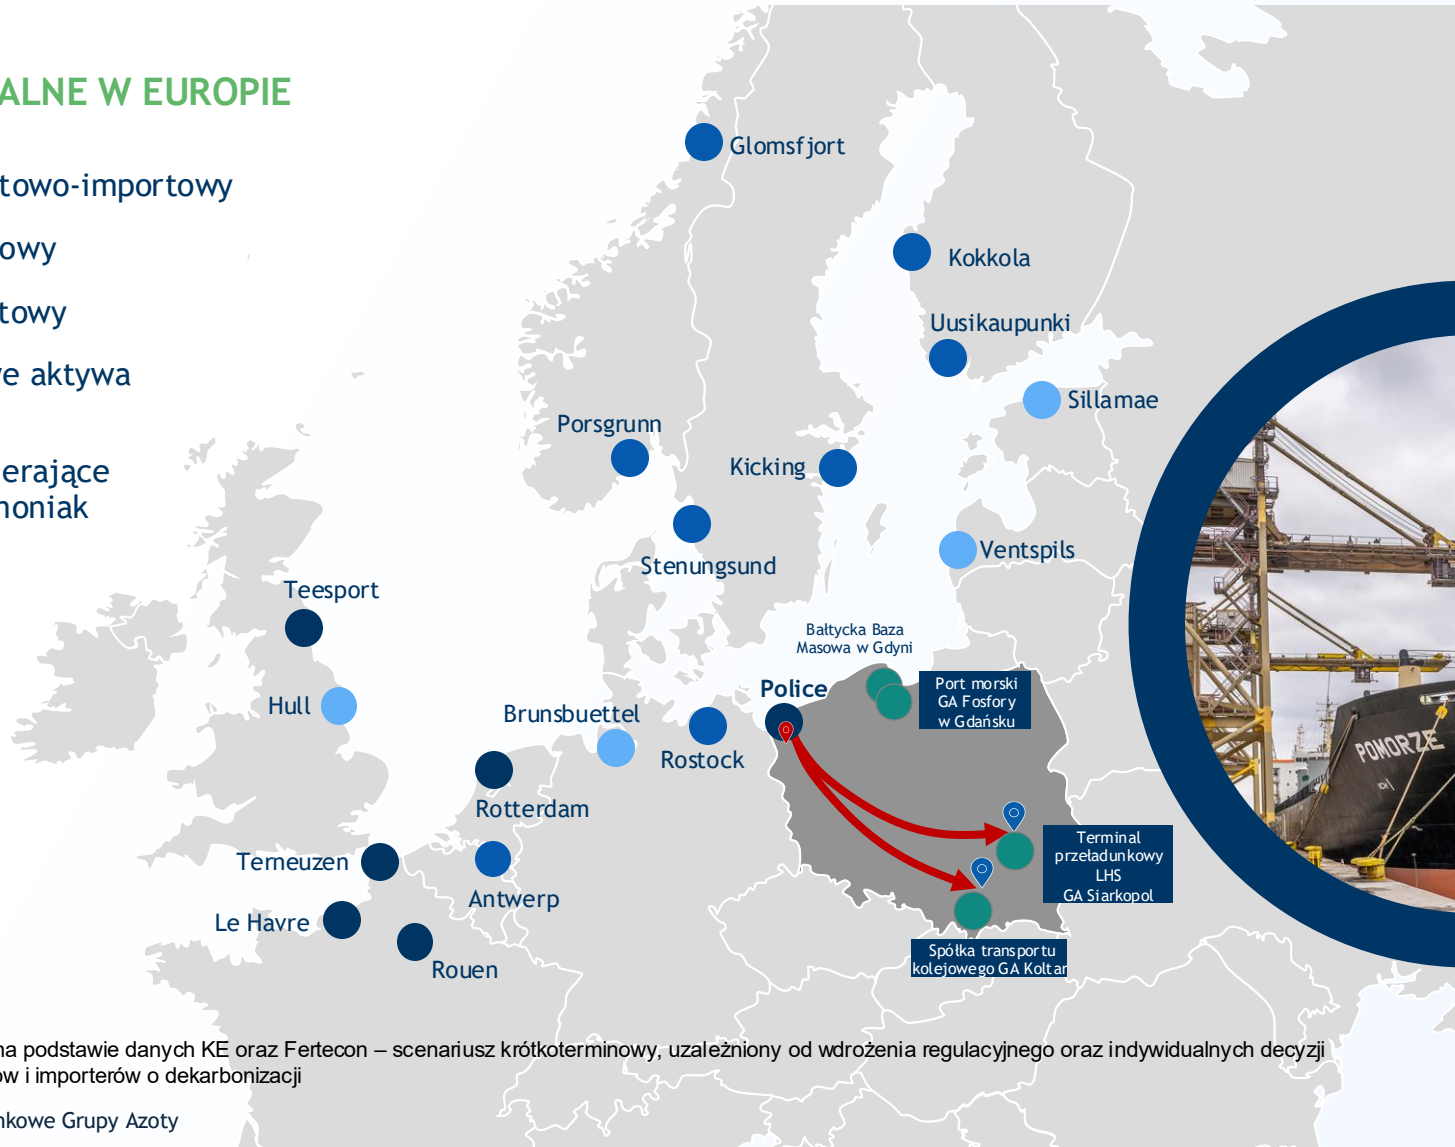 ALNE W EUROPIE
towo-importowy
owy
towy
ve aktywa
erające
noniak
Glomsfjort
Kokkola
Uusikaupunki
Sillamae
Porsgrunn
Kicking
Stenungsund
Ventspils
Teesport
Bałtycka Baza
Masowa w Gdyni
Port morski
GA Fosfory
w Gdańsku
Police
Hull
Brunsbuettel
Rostock
POMORZE
Rotterdam
Terminal
przeładunkowy
LHS
GA Siarkopol
Terneuzen
Antwerp
Le Havre
Rouen
Spółka transportu
kolejowego GA Koltar
na podstawie danych KE oraz Fertecon – scenariusz krótkoterminowy, uzależniony od wdrożenia regulacyjnego oraz indywidualnych decyzji
ów i importerów o dekarbonizacji
nkowe Grupy Azoty